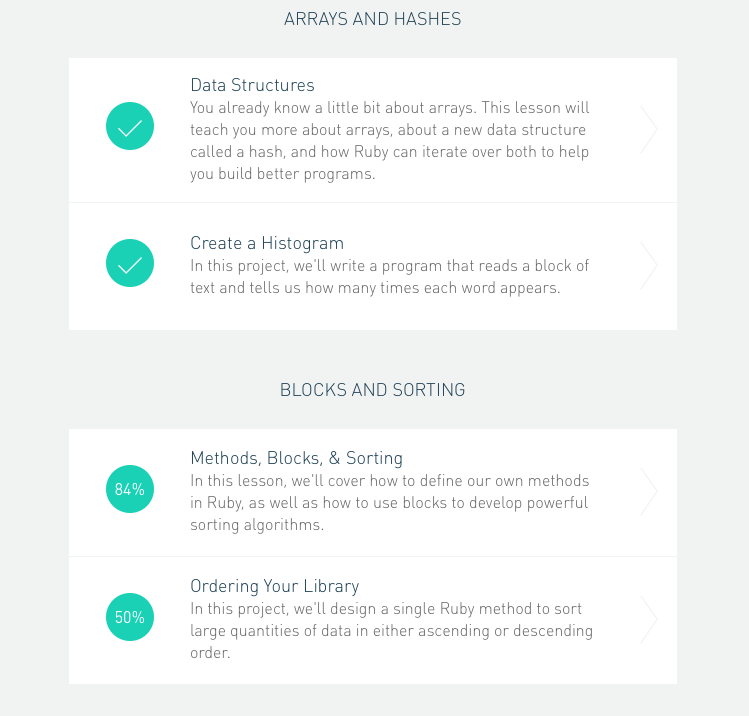 ARRAYS AND HASHES
Data Structures
You already know a little bit about arrays. This lesson will
teach you more about arrays, about a new data structure
called a hash, and how Ruby can iterate over both to help
you build better programs.
Create a Histogram
In this project, we'll write a program that reads a block of
text and tells us how many times each word appears.
BLOCKS AND SORTING
Methods, Blocks, & Sorting
84%
In this lesson, we'll cover how to define our own methods
in Ruby, as well as how to use blocks to develop powerful
sorting algorithms.
Ordering Your Library
50%
In this project, we'll design a single Ruby method to sort
large quantities of data in either ascending or descending
order.